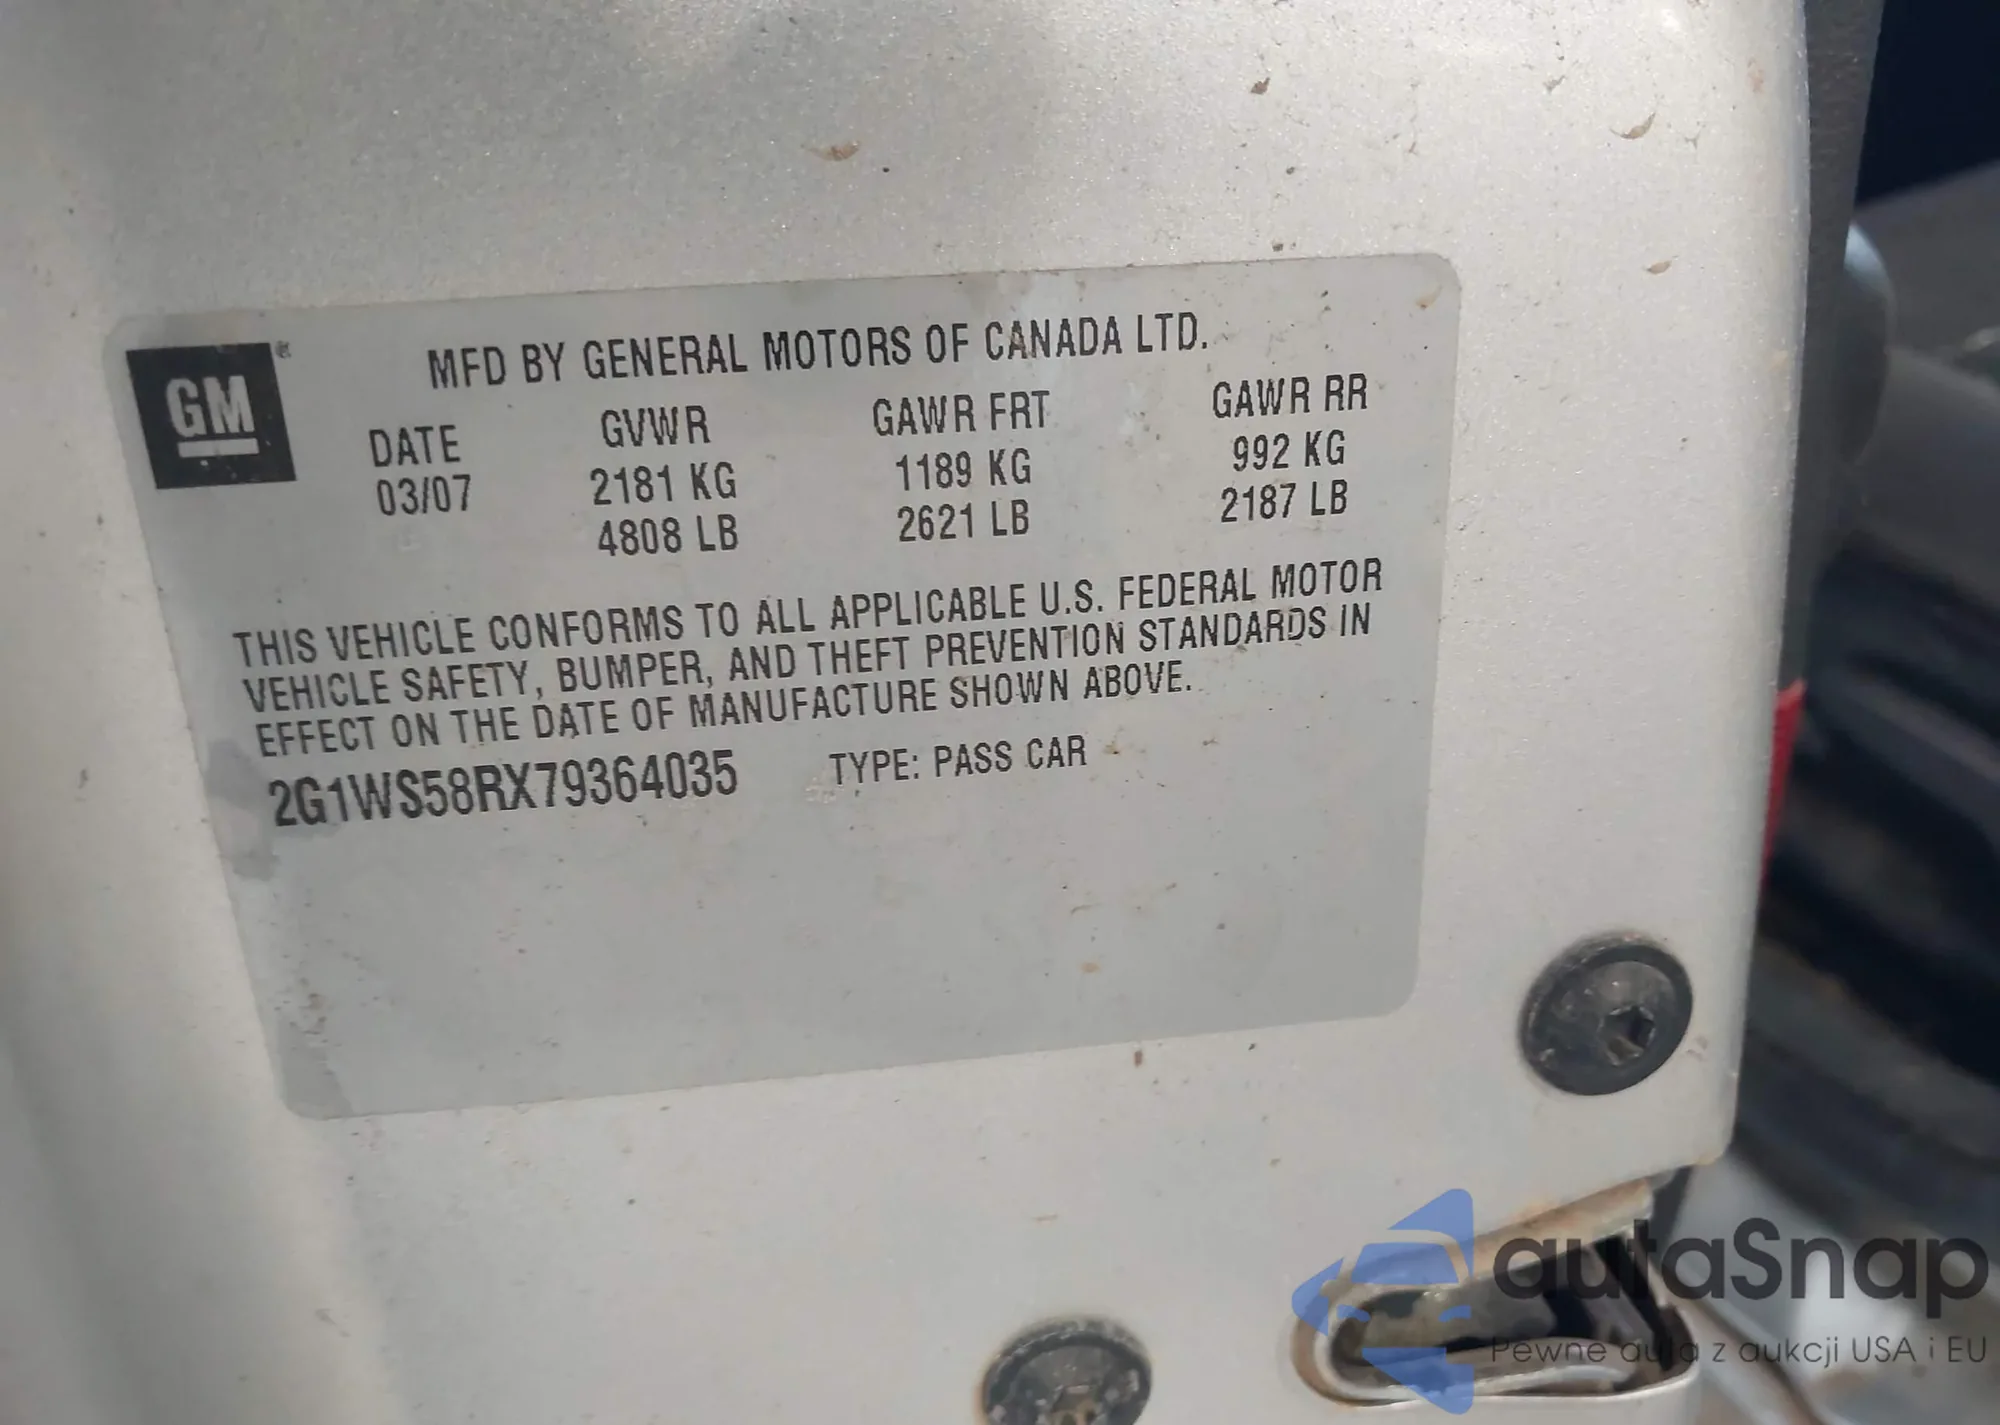 GM
MFD BY GENERAL MOTORS OF CANADA LTD.
DATE GVWR GAWR FRT GAWR RR
03/07 2181 KG 1189 KG 992 KG
4808 LB 2621 LB 2187 LB
THIS VEHICLE CONFORMS TO ALL APPLICABLE U.S. FEDERAL MOTOR
VEHICLE SAFETY, BUMPER, AND THEFT PREVENTION STANDARDS IN
EFFECT ON THE DATE OF MANUFACTURE SHOWN ABOVE.
2G1WS58RX79364035 TYPE: PASS CAR
autaSnap
Pewne auta z aukcji USA i EU